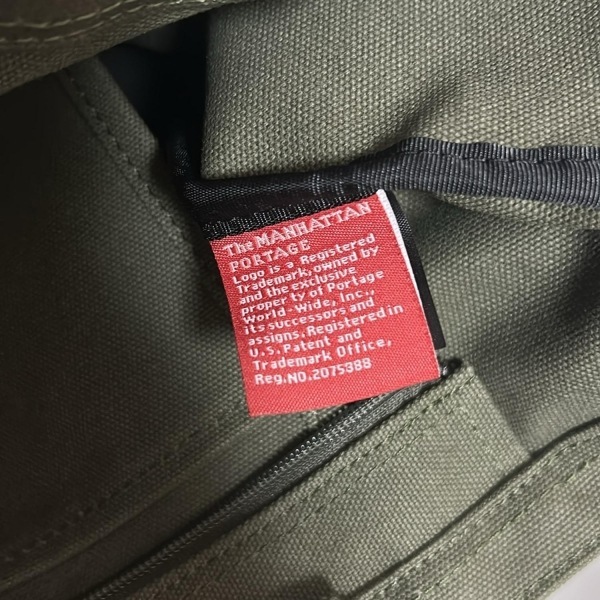 The MANHATTAN
PORTAGE
Logo is a Registered
Trademark, owned by
and the exclusive
property of Portage
World-Wide, Inc.,
its successors and
assigns. Registered in
U.S. Patent and
Trademark Office,
Reg.NO.2075388